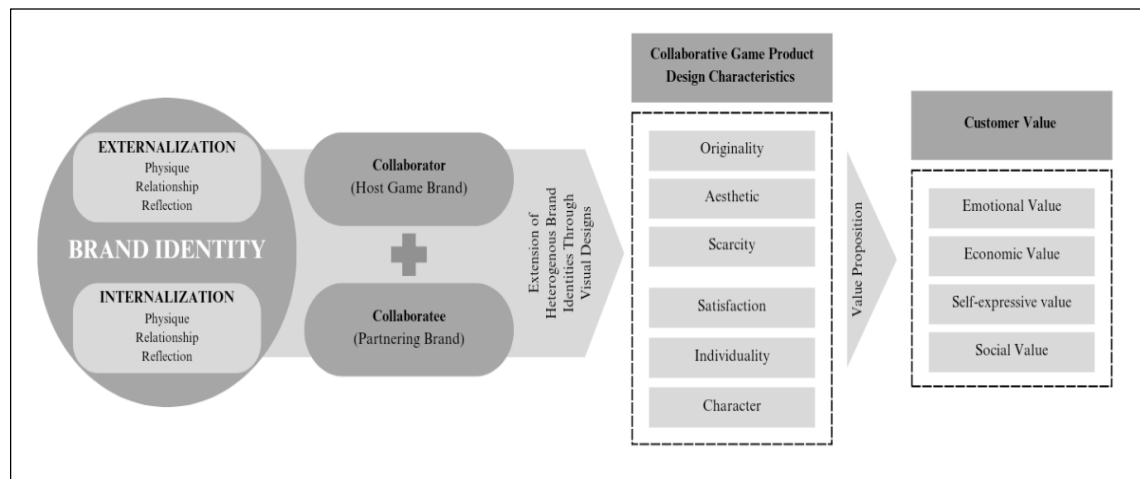 EXTERNALIZATION
Physique
Relationship
Reflection
BRAND IDENTITY
INTERNALIZATION
Physique
Relationship
Reflection
Collaborator
(Host Game Brand)
Collaboratee
(Partnering Brand)
Extension of
Heterogenous Brand
Identities Through
Visual Designs
Collaborative Game Product
Design Characteristics
Originality
Aesthetic
Scarcity
Satisfaction
Individuality
Character
Value Proposition
Customer Value
Emotional Value
Economic Value
Self-expressive value
Social Value